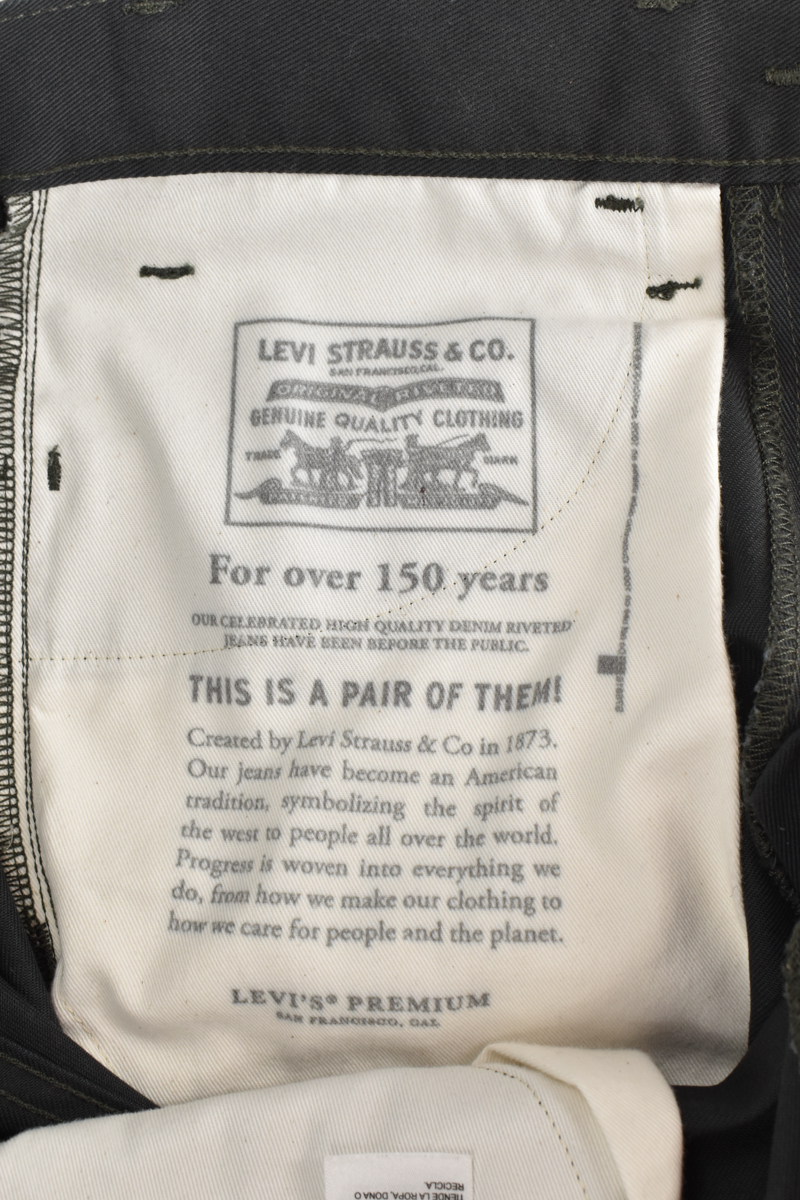 LEVI STRAUSS & CO.
SAN FRANCISCO, CAL.
ORIGINAL RIVETED
GENUINE QUALITY CLOTHING
TRADE MARK
For over 150 years
OUR CELEBRATED HIGH QUALITY DENIM RIVETED
JEANS HAVE BEEN BEFORE THE PUBLIC.
THIS IS A PAIR OF THEM!
Created by Levi Strauss & Co in 1873.
Our jeans have become an American
tradition, symbolizing the spirit of
the west to people all over the world.
Progress is woven into everything we
do, from how we make our clothing to
how we care for people and the planet.
LEVI'S® PREMIUM
SAN FRANCISCO, CAL
TIENDE LA ROPA, DONA O
RECICLA